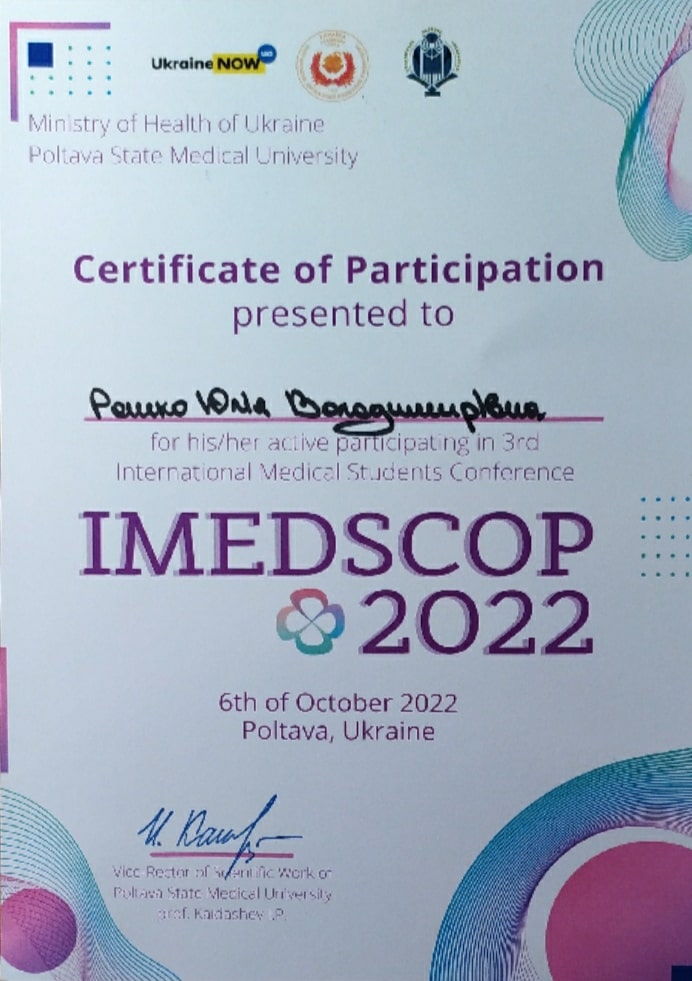 Ukraine NOW UA
Ministry of Health of Ukraine
Poltava State Medical University
Certificate of Participation
presented to
Юлія Володимирівна
for his/her active participating in 3rd
International Medical Students Conference
IMEDSCOP
2022
6th of October 2022
Poltava, Ukraine
Vice-Rector of Scientific Work of
Poltava State Medical University
prof. Kaidashev I.P.